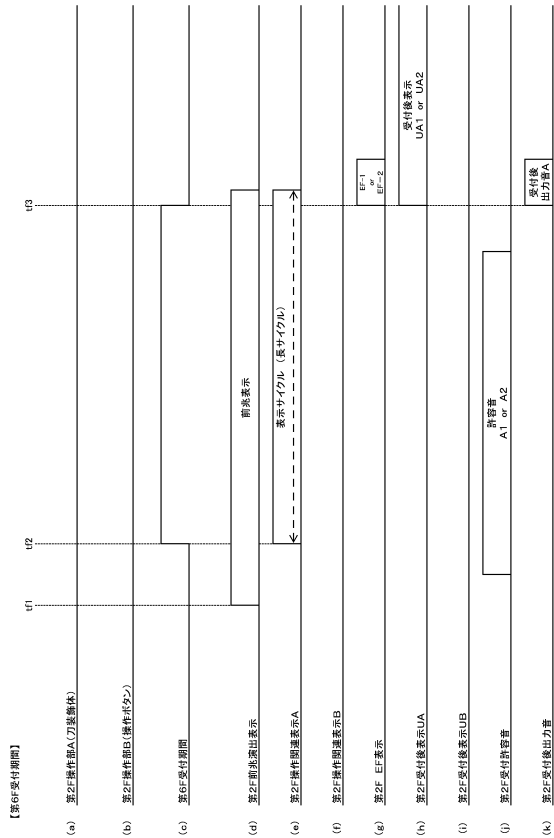 【第6F受付期間】
tf1
tf2
tf3
(a) 第2F操作部A(刀装飾体)
(b) 第2F操作部B(操作ボタン)
(c) 第6F受付期間
(d) 第2F前兆演出表示
前兆表示
(e) 第2F操作関連表示A
表示サイクル(長サイクル)
(f) 第2F操作関連表示B
(g) 第2F EF表示
EF-1
or
EF-2
(h) 第2F受付後表示UA
受付後表示
UA1 or UA2
(i) 第2F受付後表示UB
(j) 第2F受付許容音
許容音
A1 or A2
(k) 第2F受付後出力音
受付後
出力音A